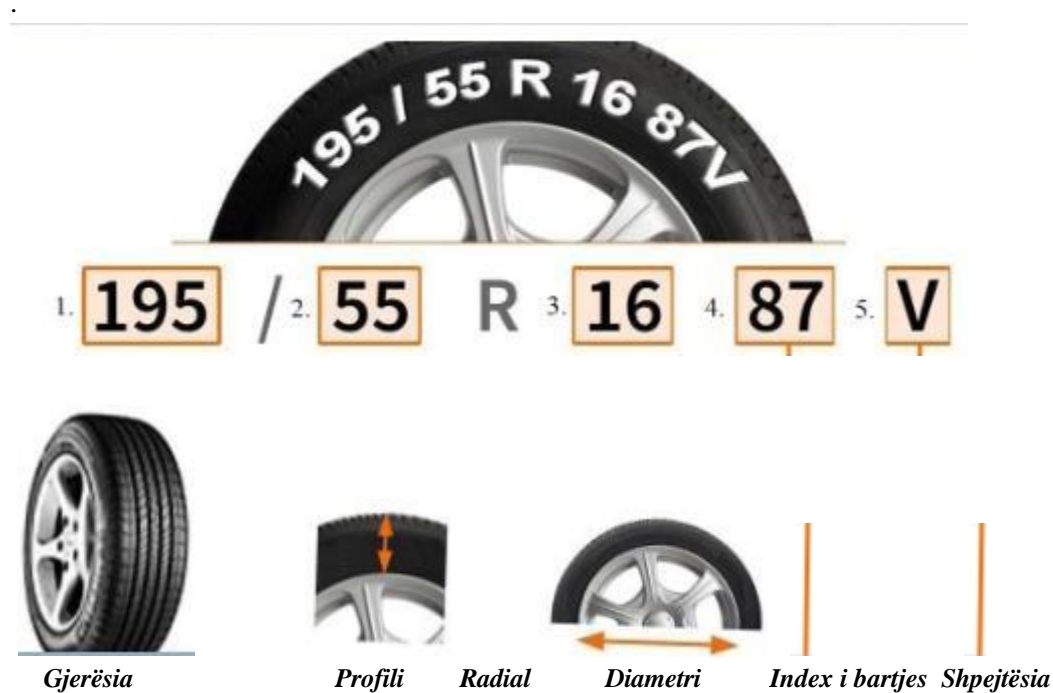 .
195 / 55 R 16 87V
1. 195 / 2. 55 R 3. 16 4. 87 5. V
Gjerësia Profili Radial Diametri Index i bartjes Shpejtësia